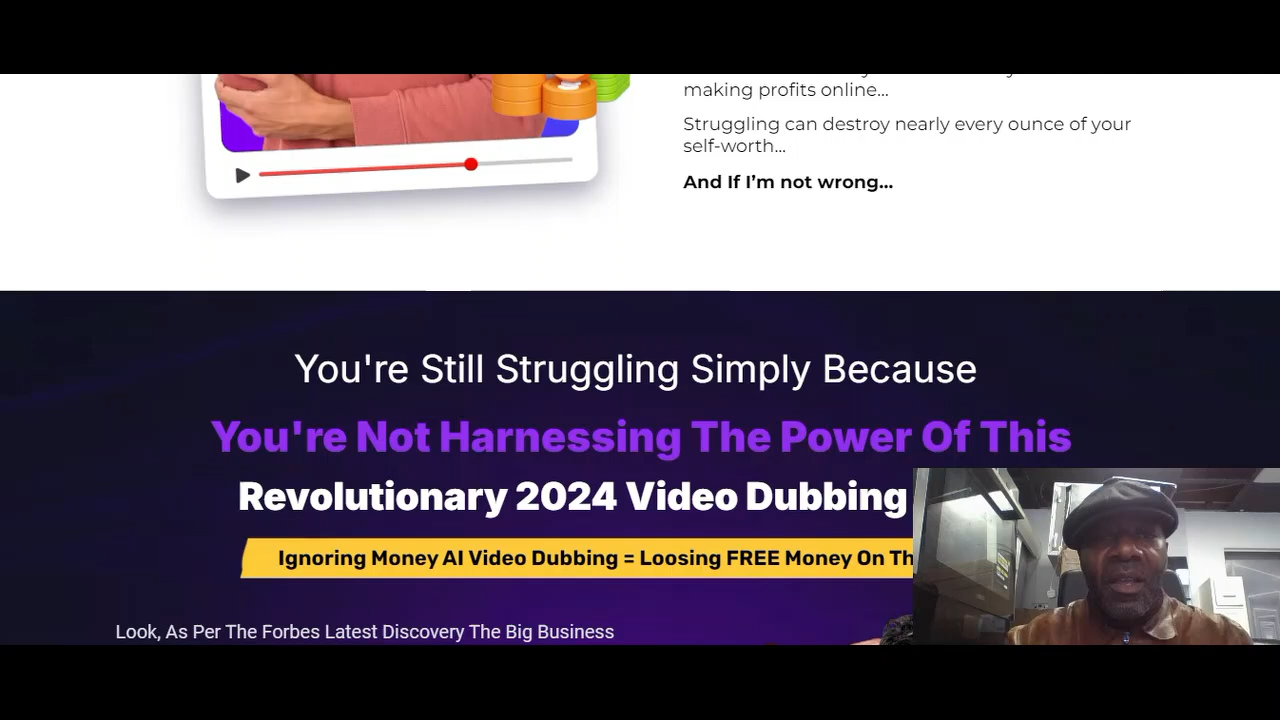 making profits online...
Struggling can destroy nearly every ounce of your
self-worth...
And If I’m not wrong...
You're Still Struggling Simply Because
You're Not Harnessing The Power Of This
Revolutionary 2024 Video Dubbing
Ignoring Money AI Video Dubbing = Loosing FREE Money On
Look, As Per The Forbes Latest Discovery The Big Business